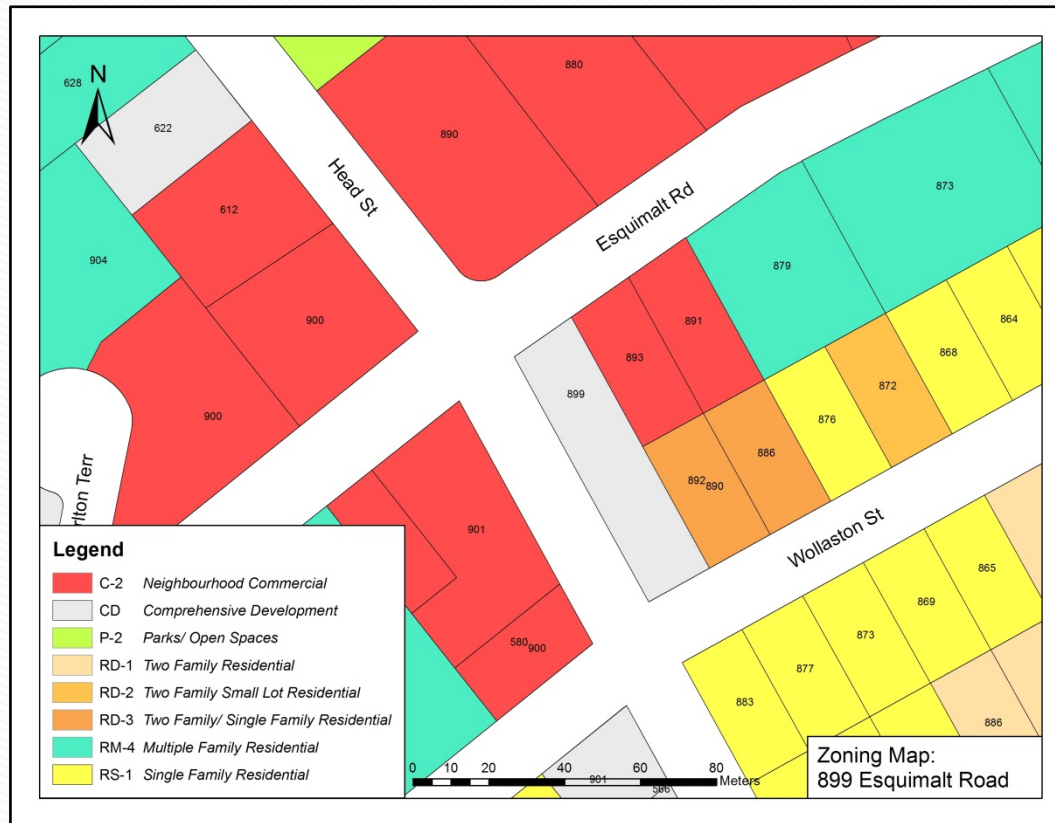 N
628
622
880
890
Head St
612
Esquimalt Rd
873
904
879
900
891
864
893
868
899
872
900
876
886
892
890
rlton Terr
901
Wollaston St
865
869
580
900
873
877
883
886
Legend
C-2 Neighbourhood Commercial
CD Comprehensive Development
P-2 Parks/ Open Spaces
RD-1 Two Family Residential
RD-2 Two Family Small Lot Residential
RD-3 Two Family/ Single Family Residential
RM-4 Multiple Family Residential
RS-1 Single Family Residential
0 10 20 40 60 80
Meters
901
Zoning Map:
899 Esquimalt Road